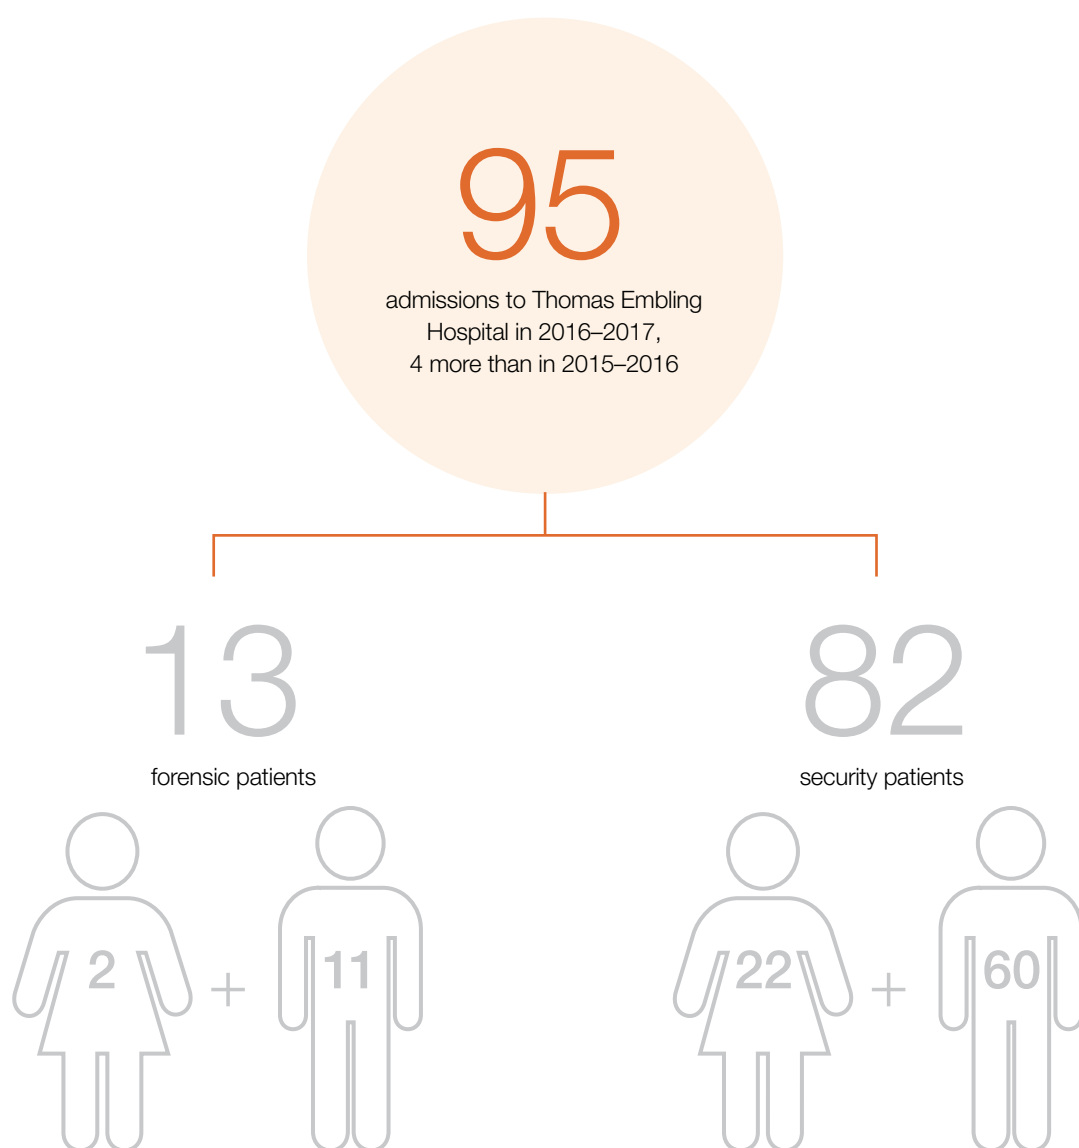 95
admissions to Thomas Embling
Hospital in 2016–2017,
4 more than in 2015–2016
13
forensic patients
82
security patients
2 + 11
22 + 60